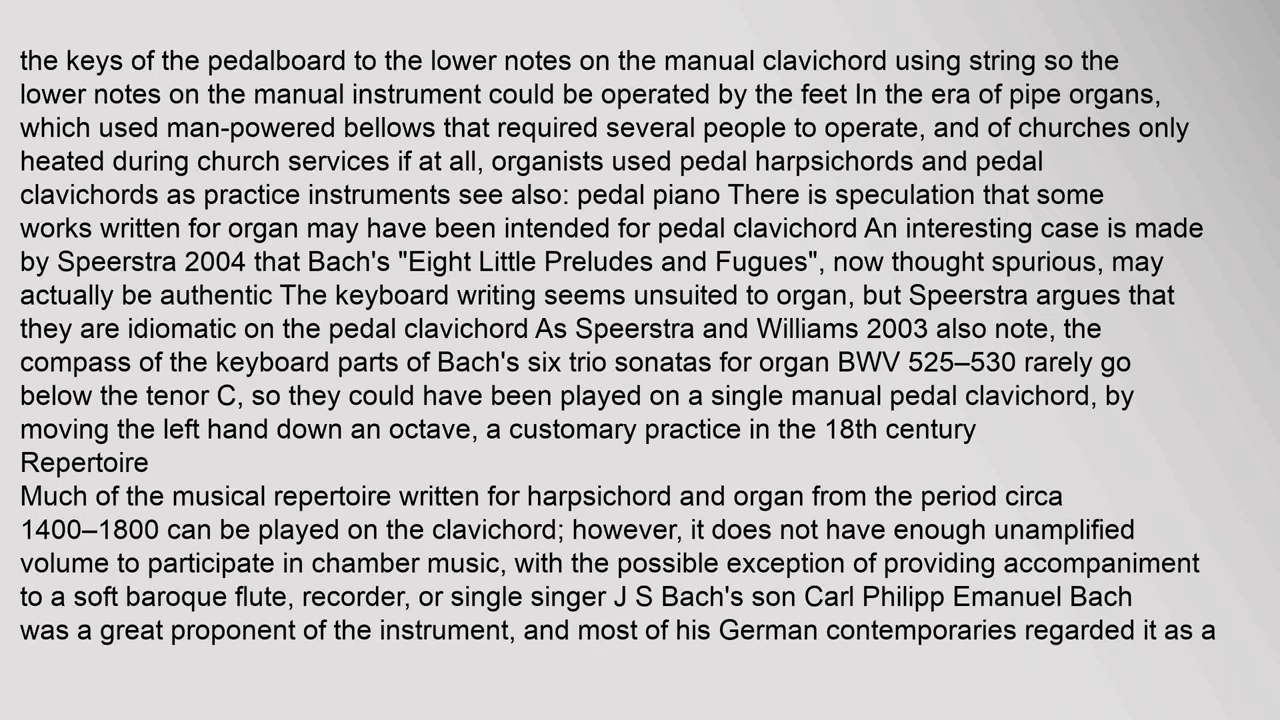 the keys of the pedalboard to the lower notes on the manual clavichord using string so the
lower notes on the manual instrument could be operated by the feet In the era of pipe organs,
which used man-powered bellows that required several people to operate, and of churches only
heated during church services if at all, organists used pedal harpsichords and pedal
clavichords as practice instruments see also: pedal piano There is speculation that some
works written for organ may have been intended for pedal clavichord An interesting case is made
by Speerstra 2004 that Bach's "Eight Little Preludes and Fugues", now thought spurious, may
actually be authentic The keyboard writing seems unsuited to organ, but Speerstra argues that
they are idiomatic on the pedal clavichord As Speerstra and Williams 2003 also note, the
compass of the keyboard parts of Bach's six trio sonatas for organ BWV 525–530 rarely go
below the tenor C, so they could have been played on a single manual pedal clavichord, by
moving the left hand down an octave, a customary practice in the 18th century
Repertoire
Much of the musical repertoire written for harpsichord and organ from the period circa
1400–1800 can be played on the clavichord; however, it does not have enough unamplified
volume to participate in chamber music, with the possible exception of providing accompaniment
to a soft baroque flute, recorder, or single singer J S Bach's son Carl Philipp Emanuel Bach
was a great proponent of the instrument, and most of his German contemporaries regarded it as a